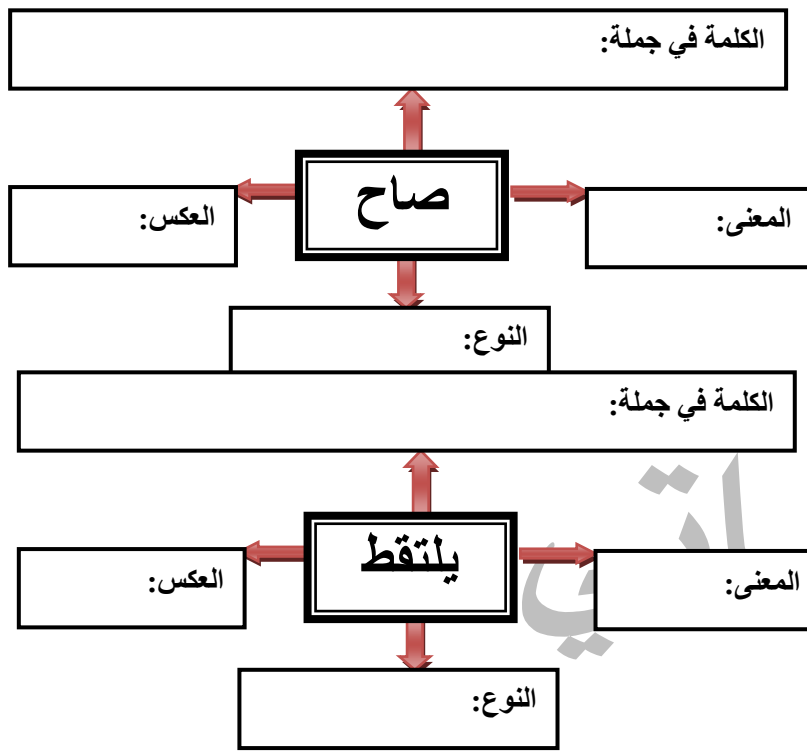 الكلمة في جملة:
صاح
المعنى:
العكس:
النوع:
الكلمة في جملة:
يلتقط
المعنى:
العكس:
النوع: